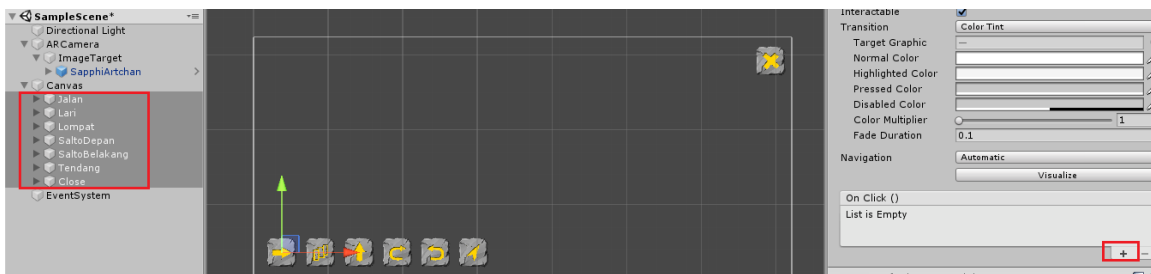 SampleScene*
Directional Light
ARCamera
ImageTarget
SapphiArtchan
Canvas
Jalan
Lari
Lompat
SaltoDepan
SaltoBelakang
Tendang
Close
EventSystem
Interactable
Transition Color Tint
Target Graphic
Normal Color
Highlighted Color
Pressed Color
Disabled Color
Color Multiplier 1
Fade Duration 0.1
Navigation Automatic
Visualize
On Click ()
List is Empty